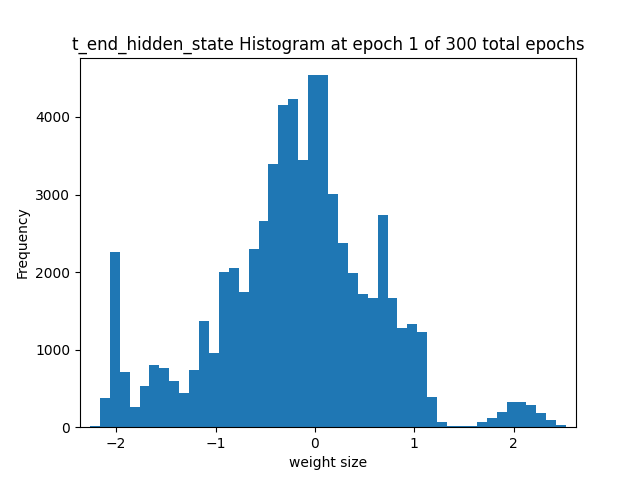 t_end_hidden_state Histogram at epoch 1 of 300 total epochs
Frequency
4000
3000
2000
1000
0
−2 −1 0 1 2
weight size